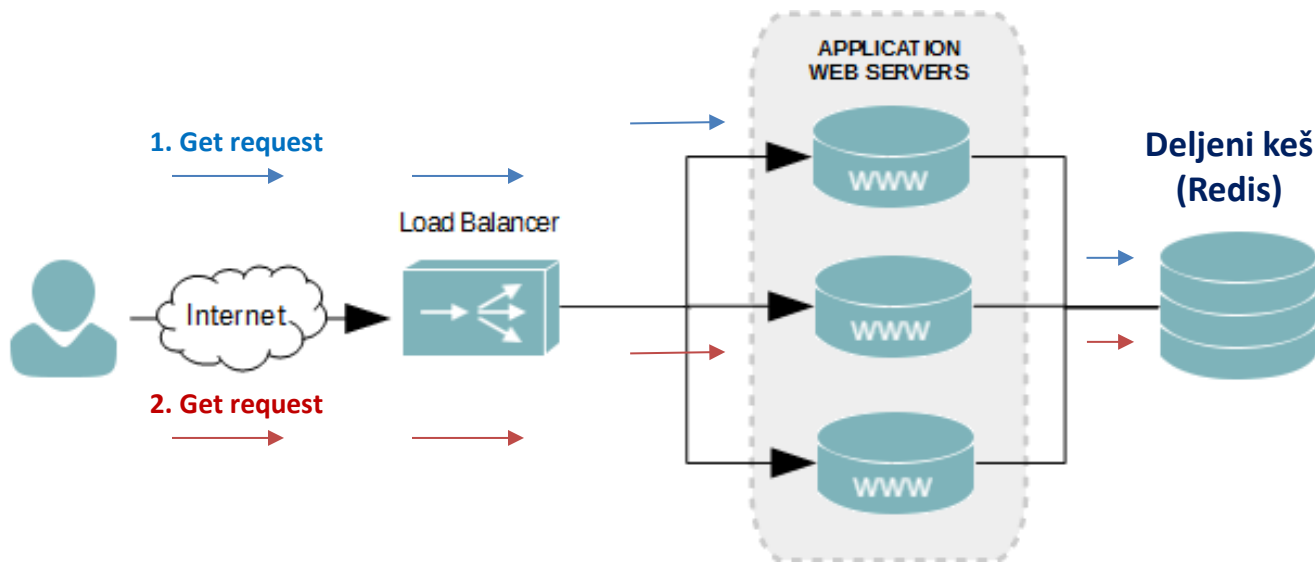 APPLICATION
WEB SERVERS
1. Get request
Load Balancer
Internet
2. Get request
WWW
WWW
WWW
Deljeni keš
(Redis)